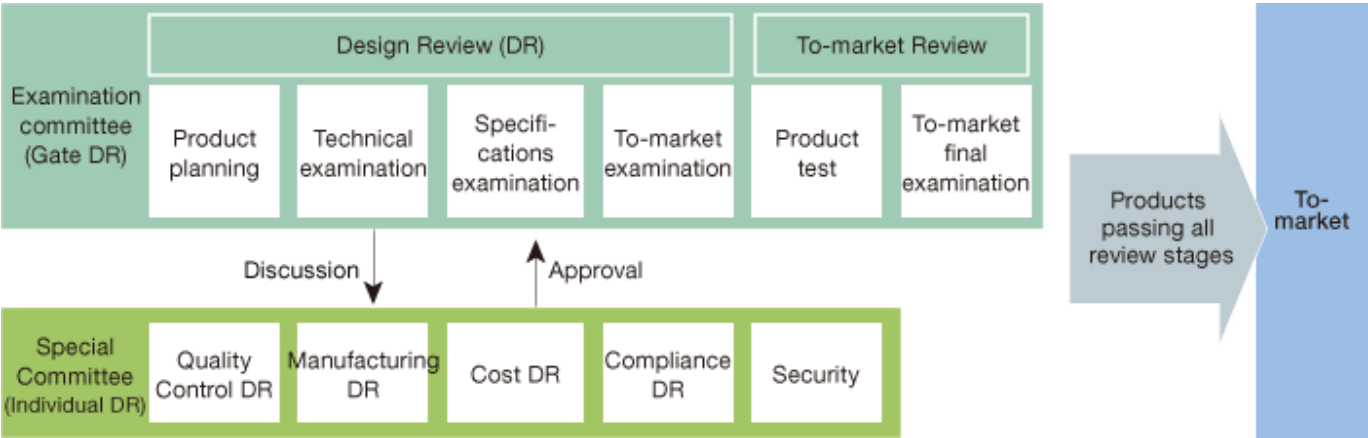 Design Review (DR)
To-market Review
Examination
committee
(Gate DR)
Product
planning
Technical
examination
Specifi-
cations
examination
To-market
examination
Product
test
To-market
final
examination
Products
passing all
review stages
To-
market
Discussion
Approval
Special
Committee
(Individual DR)
Quality
Control DR
Manufacturing
DR
Cost DR
Compliance
DR
Security